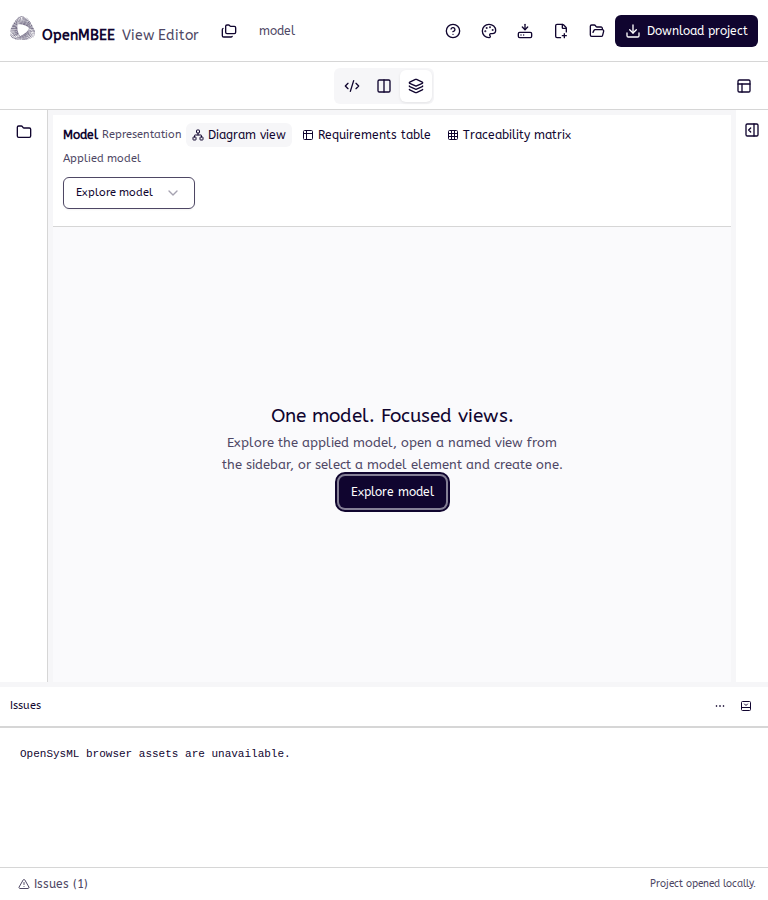 OpenMBEE View Editor model Download project
Model Representation Diagram view Requirements table Traceability matrix
Applied model
Explore model
One model. Focused views.
Explore the applied model, open a named view from
the sidebar, or select a model element and create one.
Explore model
Issues
OpenSysML browser assets are unavailable.
Issues (1) Project opened locally.